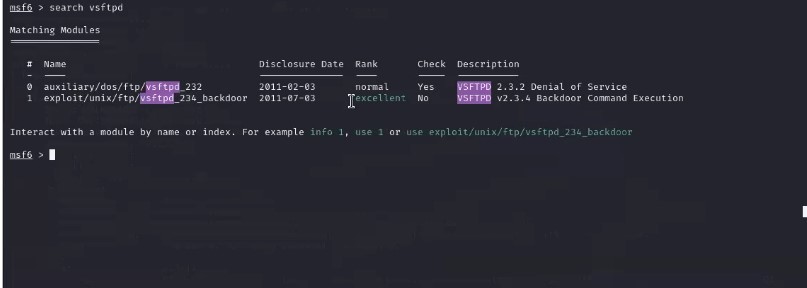 msf6 > search vsftpd
Matching Modules
================
# Name Disclosure Date Rank Check Description
- ---- --------------- ---- ----- -----------
0 auxiliary/dos/ftp/vsftpd_232 2011-02-03 normal Yes VSFTPD 2.3.2 Denial of Service
1 exploit/unix/ftp/vsftpd_234_backdoor 2011-07-03 excellent No VSFTPD v2.3.4 Backdoor Command Execution
Interact with a module by name or index. For example info 1, use 1 or use exploit/unix/ftp/vsftpd_234_backdoor
msf6 >